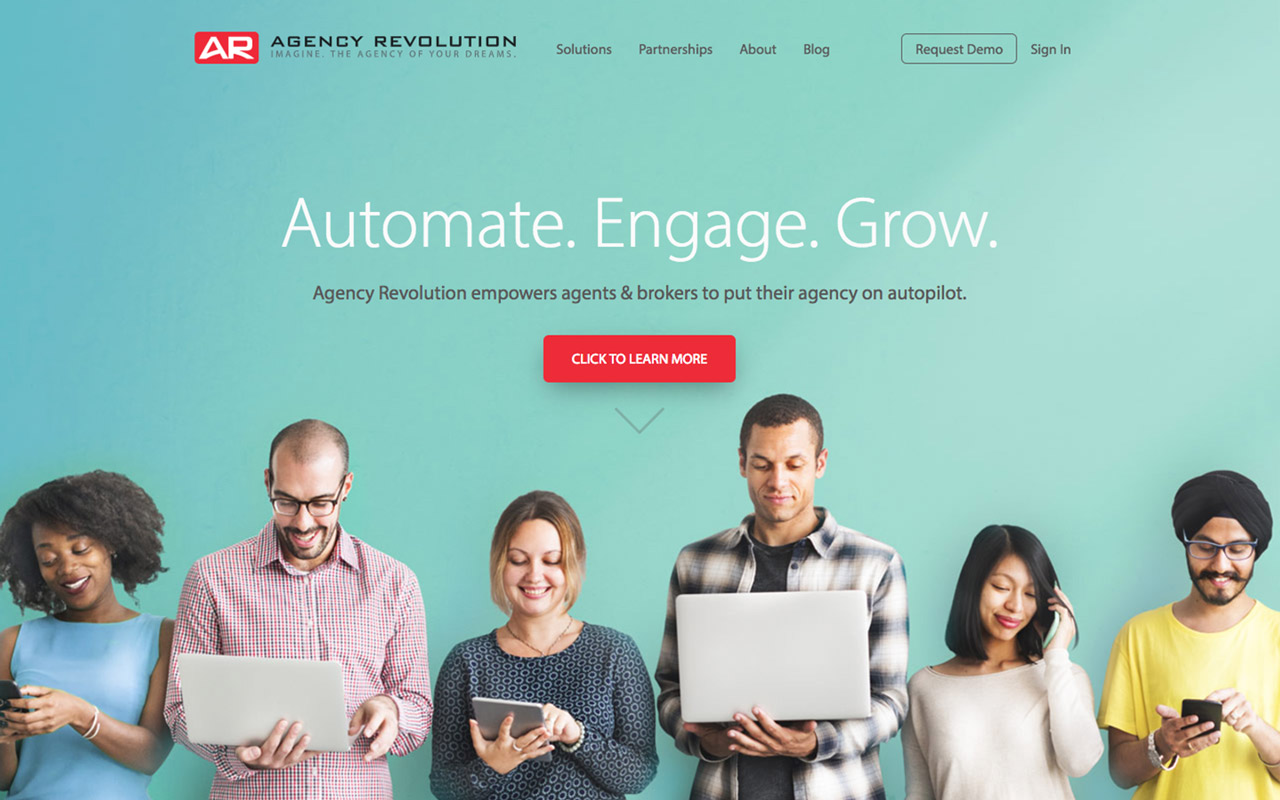 AR AGENCY REVOLUTION
IMAGINE. THE AGENCY OF YOUR DREAMS.
Solutions Partnerships About Blog Request Demo Sign In
Automate. Engage. Grow.
Agency Revolution empowers agents & brokers to put their agency on autopilot.
CLICK TO LEARN MORE